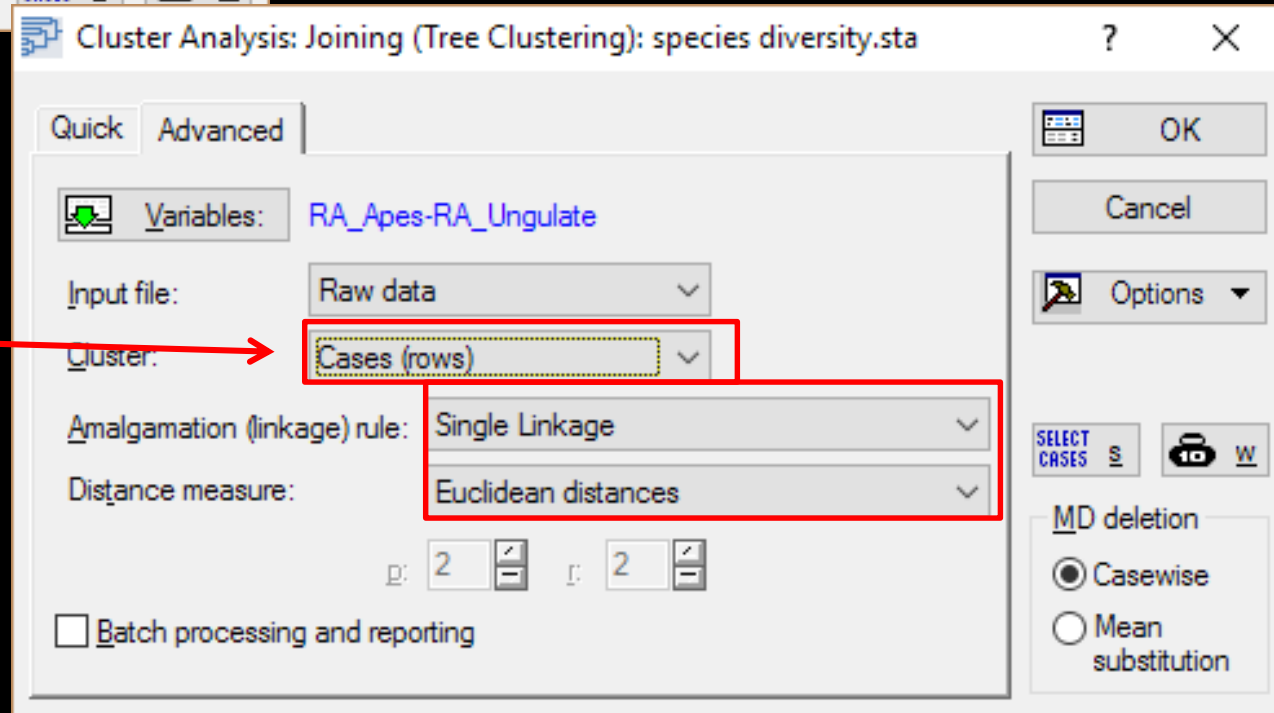 Cluster Analysis: Joining (Tree Clustering): species diversity.sta ? ×
Quick Advanced
OK
Variables: RA_Apes-RA_Ungulate
Cancel
Input file: Raw data
Options
Cluster: Cases (rows)
Amalgamation (linkage) rule: Single Linkage
SELECT CASES S W
Distance measure: Euclidean distances
MD deletion
p: 2 r: 2
Casewise
Batch processing and reporting
Mean
substitution